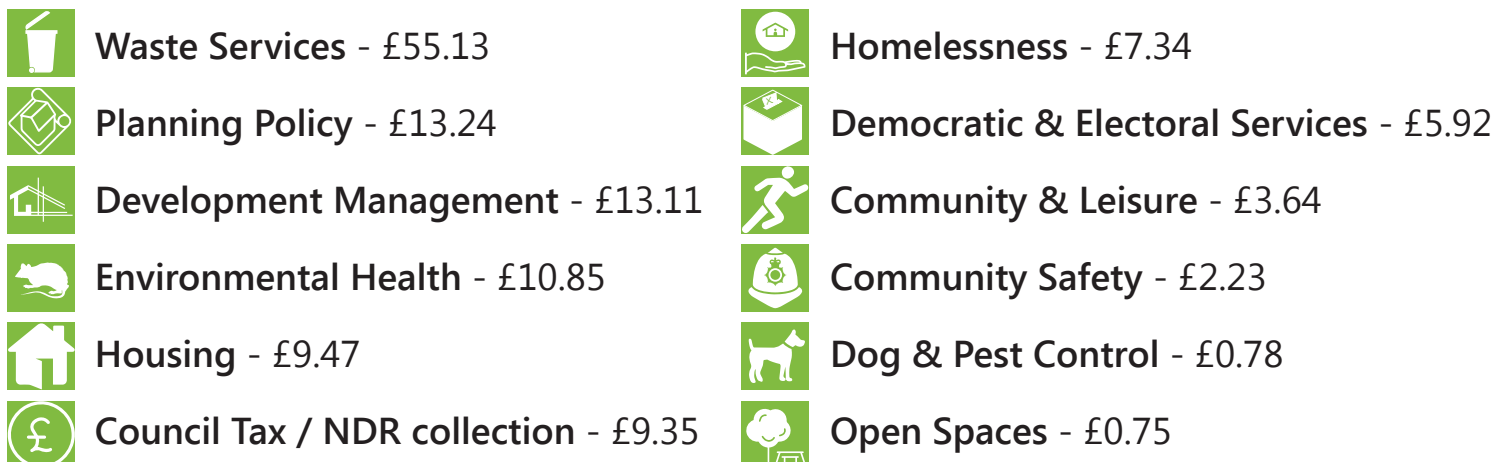 Waste Services - £55.13
Planning Policy - £13.24
Development Management - £13.11
Environmental Health - £10.85
Housing - £9.47
£
Council Tax / NDR collection - £9.35
Homelessness - £7.34
Democratic & Electoral Services - £5.92
Community & Leisure - £3.64
Community Safety - £2.23
Dog & Pest Control - £0.78
Open Spaces - £0.75